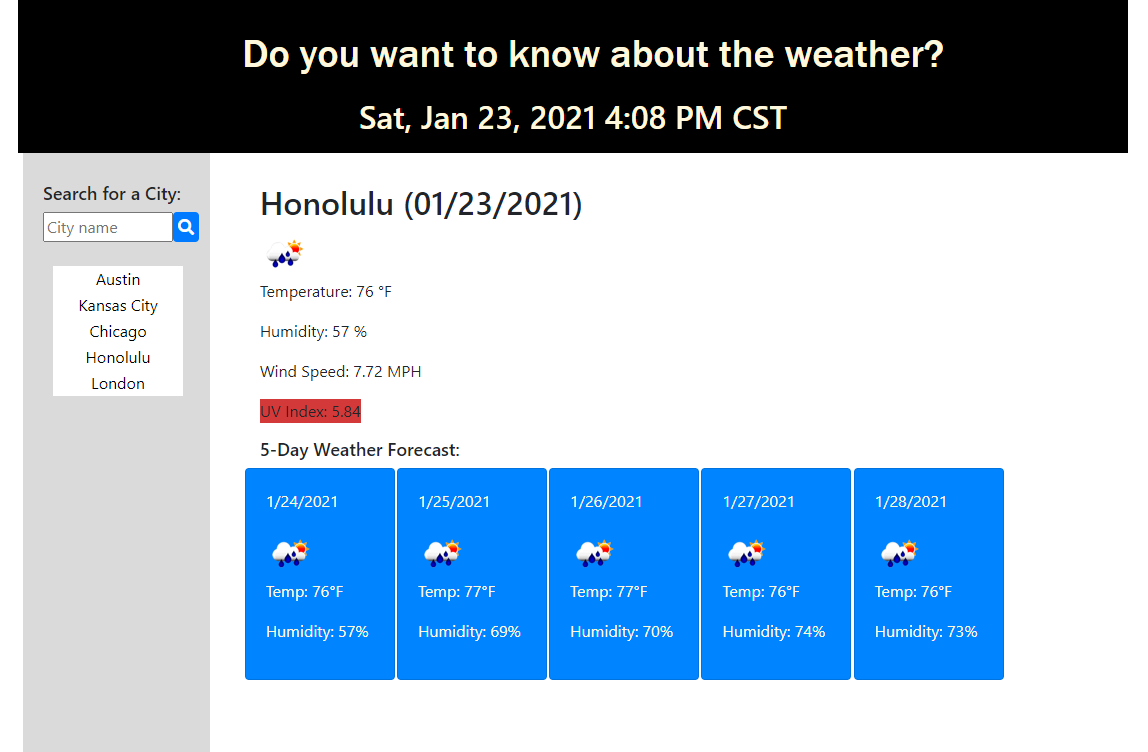 Do you want to know about the weather?
Sat, Jan 23, 2021 4:08 PM CST
Search for a City:
City name
Austin
Kansas City
Chicago
Honolulu
London
Honolulu (01/23/2021)
Temperature: 76 °F
Humidity: 57 %
Wind Speed: 7.72 MPH
UV Index: 5.84
5-Day Weather Forecast:
1/24/2021
Temp: 76°F
Humidity: 57%
1/25/2021
Temp: 77°F
Humidity: 69%
1/26/2021
Temp: 77°F
Humidity: 70%
1/27/2021
Temp: 76°F
Humidity: 74%
1/28/2021
Temp: 76°F
Humidity: 73%